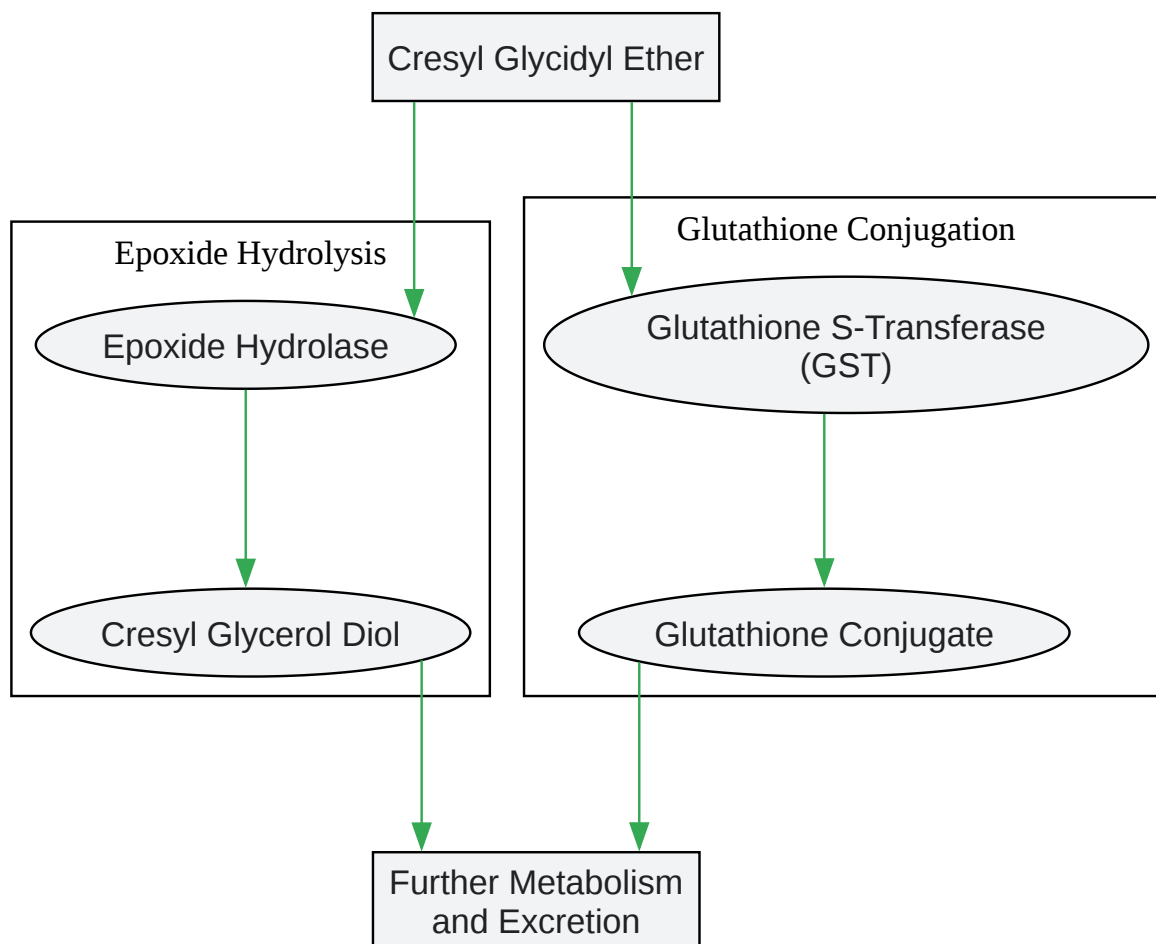 Cresyl Glycidyl Ether
Epoxide Hydrolysis
Epoxide Hydrolase
Cresyl Glycerol Diol
Glutathione Conjugation
Glutathione S-Transferase
(GST)
Glutathione Conjugate
Further Metabolism
and Excretion